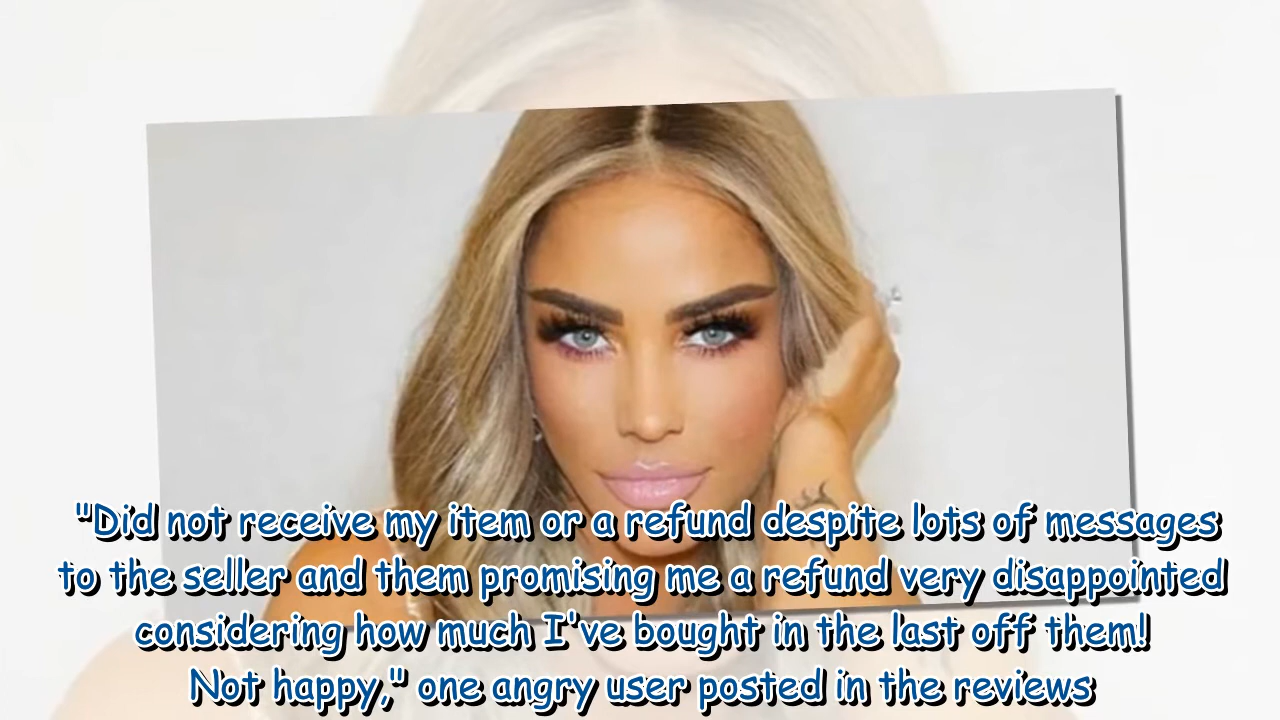 "Did not receive my item or a refund despite lots of messages
to the seller and them promising me a refund very disappointed
considering how much I've bought in the last off them!
Not happy," one angry user posted in the reviews